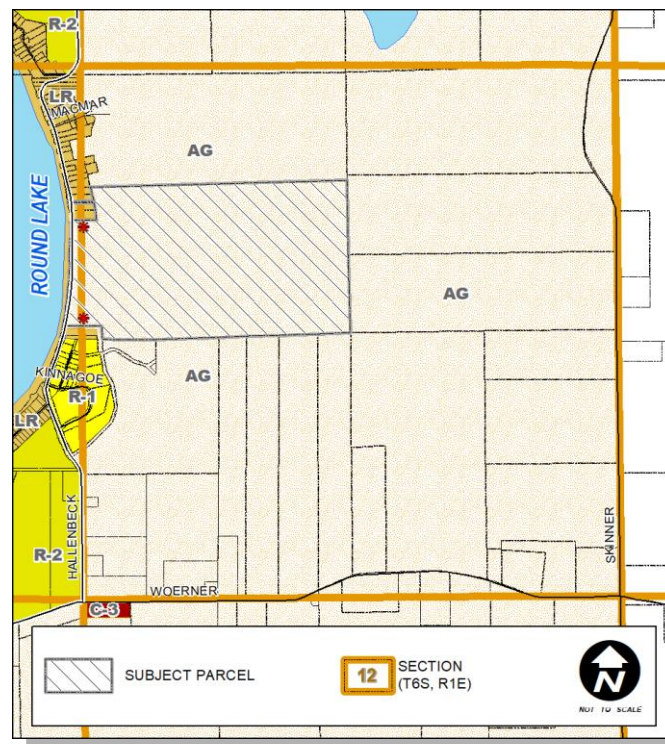 R-2
LR
MACMAR
AG
ROUND LAKE
AG
AG
KINNAGOE
R-1
LR
HALLENBECK
SKINNER
R-2
WOERNER
C-3
SUBJECT PARCEL
12
SECTION
(T6S, R1E)
N
NOT TO SCALE